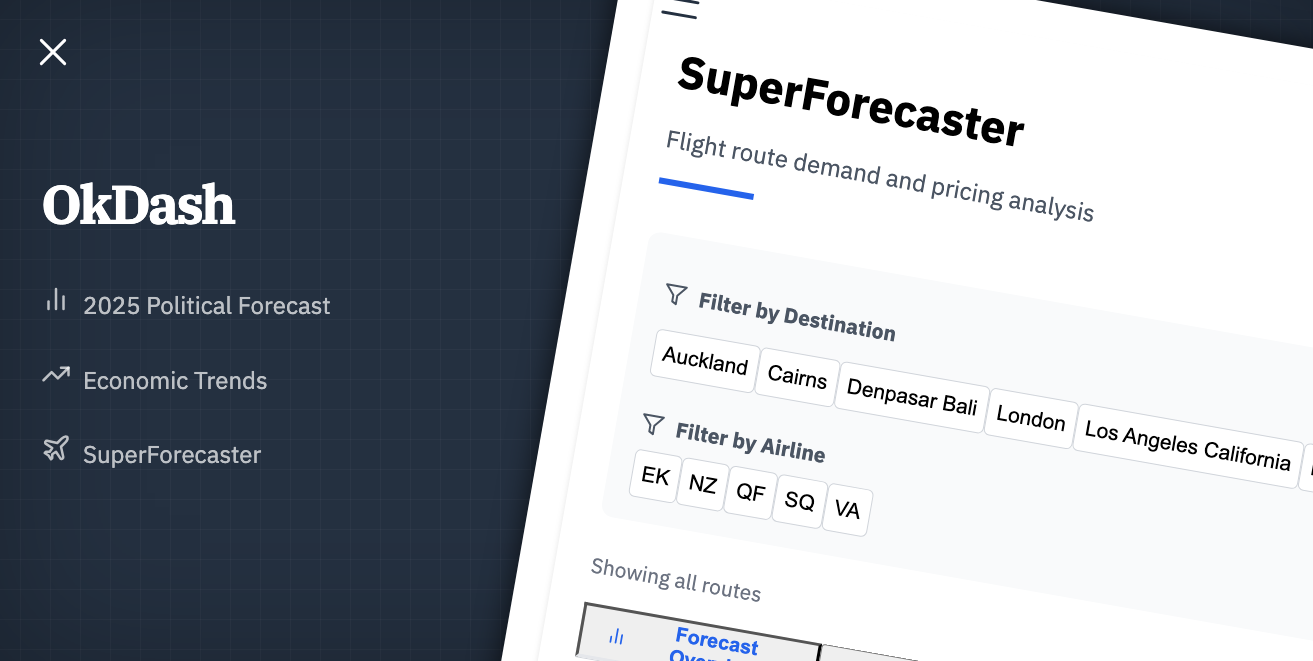 OkDash
2025 Political Forecast
Economic Trends
SuperForecaster
SuperForecaster
Flight route demand and pricing analysis
Filter by Destination
Auckland Cairns Denpasar Bali London Los Angeles California
Filter by Airline
EK NZ QF SQ VA
Showing all routes
Forecast